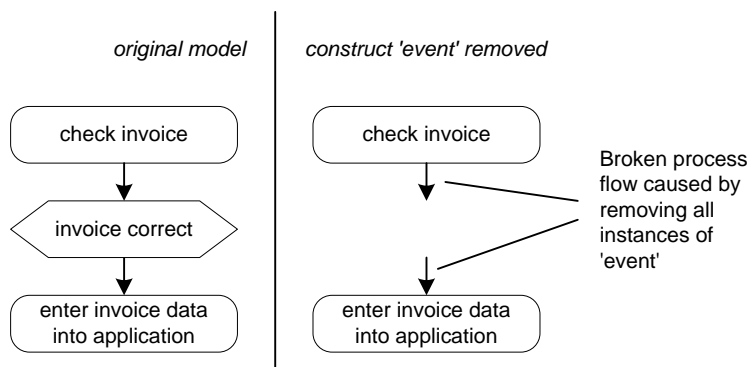 original model
construct 'event' removed
check invoice
invoice correct
enter invoice data
into application
check invoice
enter invoice data
into application
Broken process
flow caused by
removing all
instances of
'event'